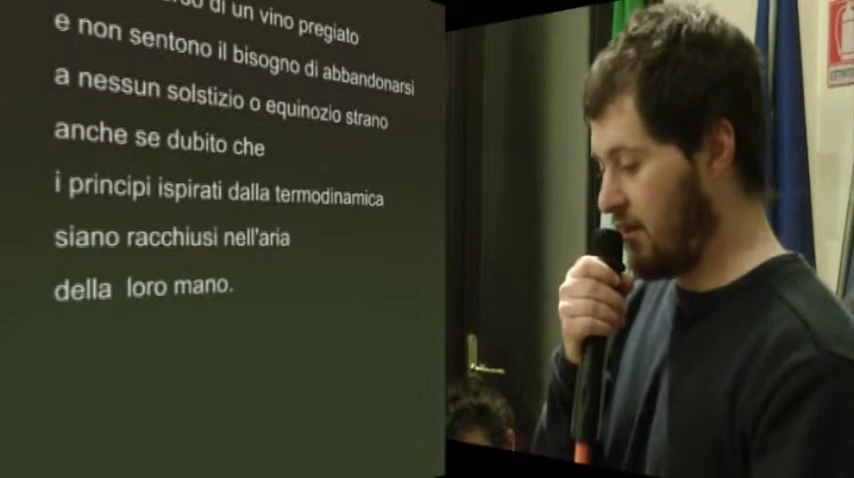 di un vino pregiato
e non sentono il bisogno di abbandonarsi
a nessun solstizio o equinozio strano
anche se dubito che
i principi ispirati dalla termodinamica
siano racchiusi nell'aria
della loro mano.